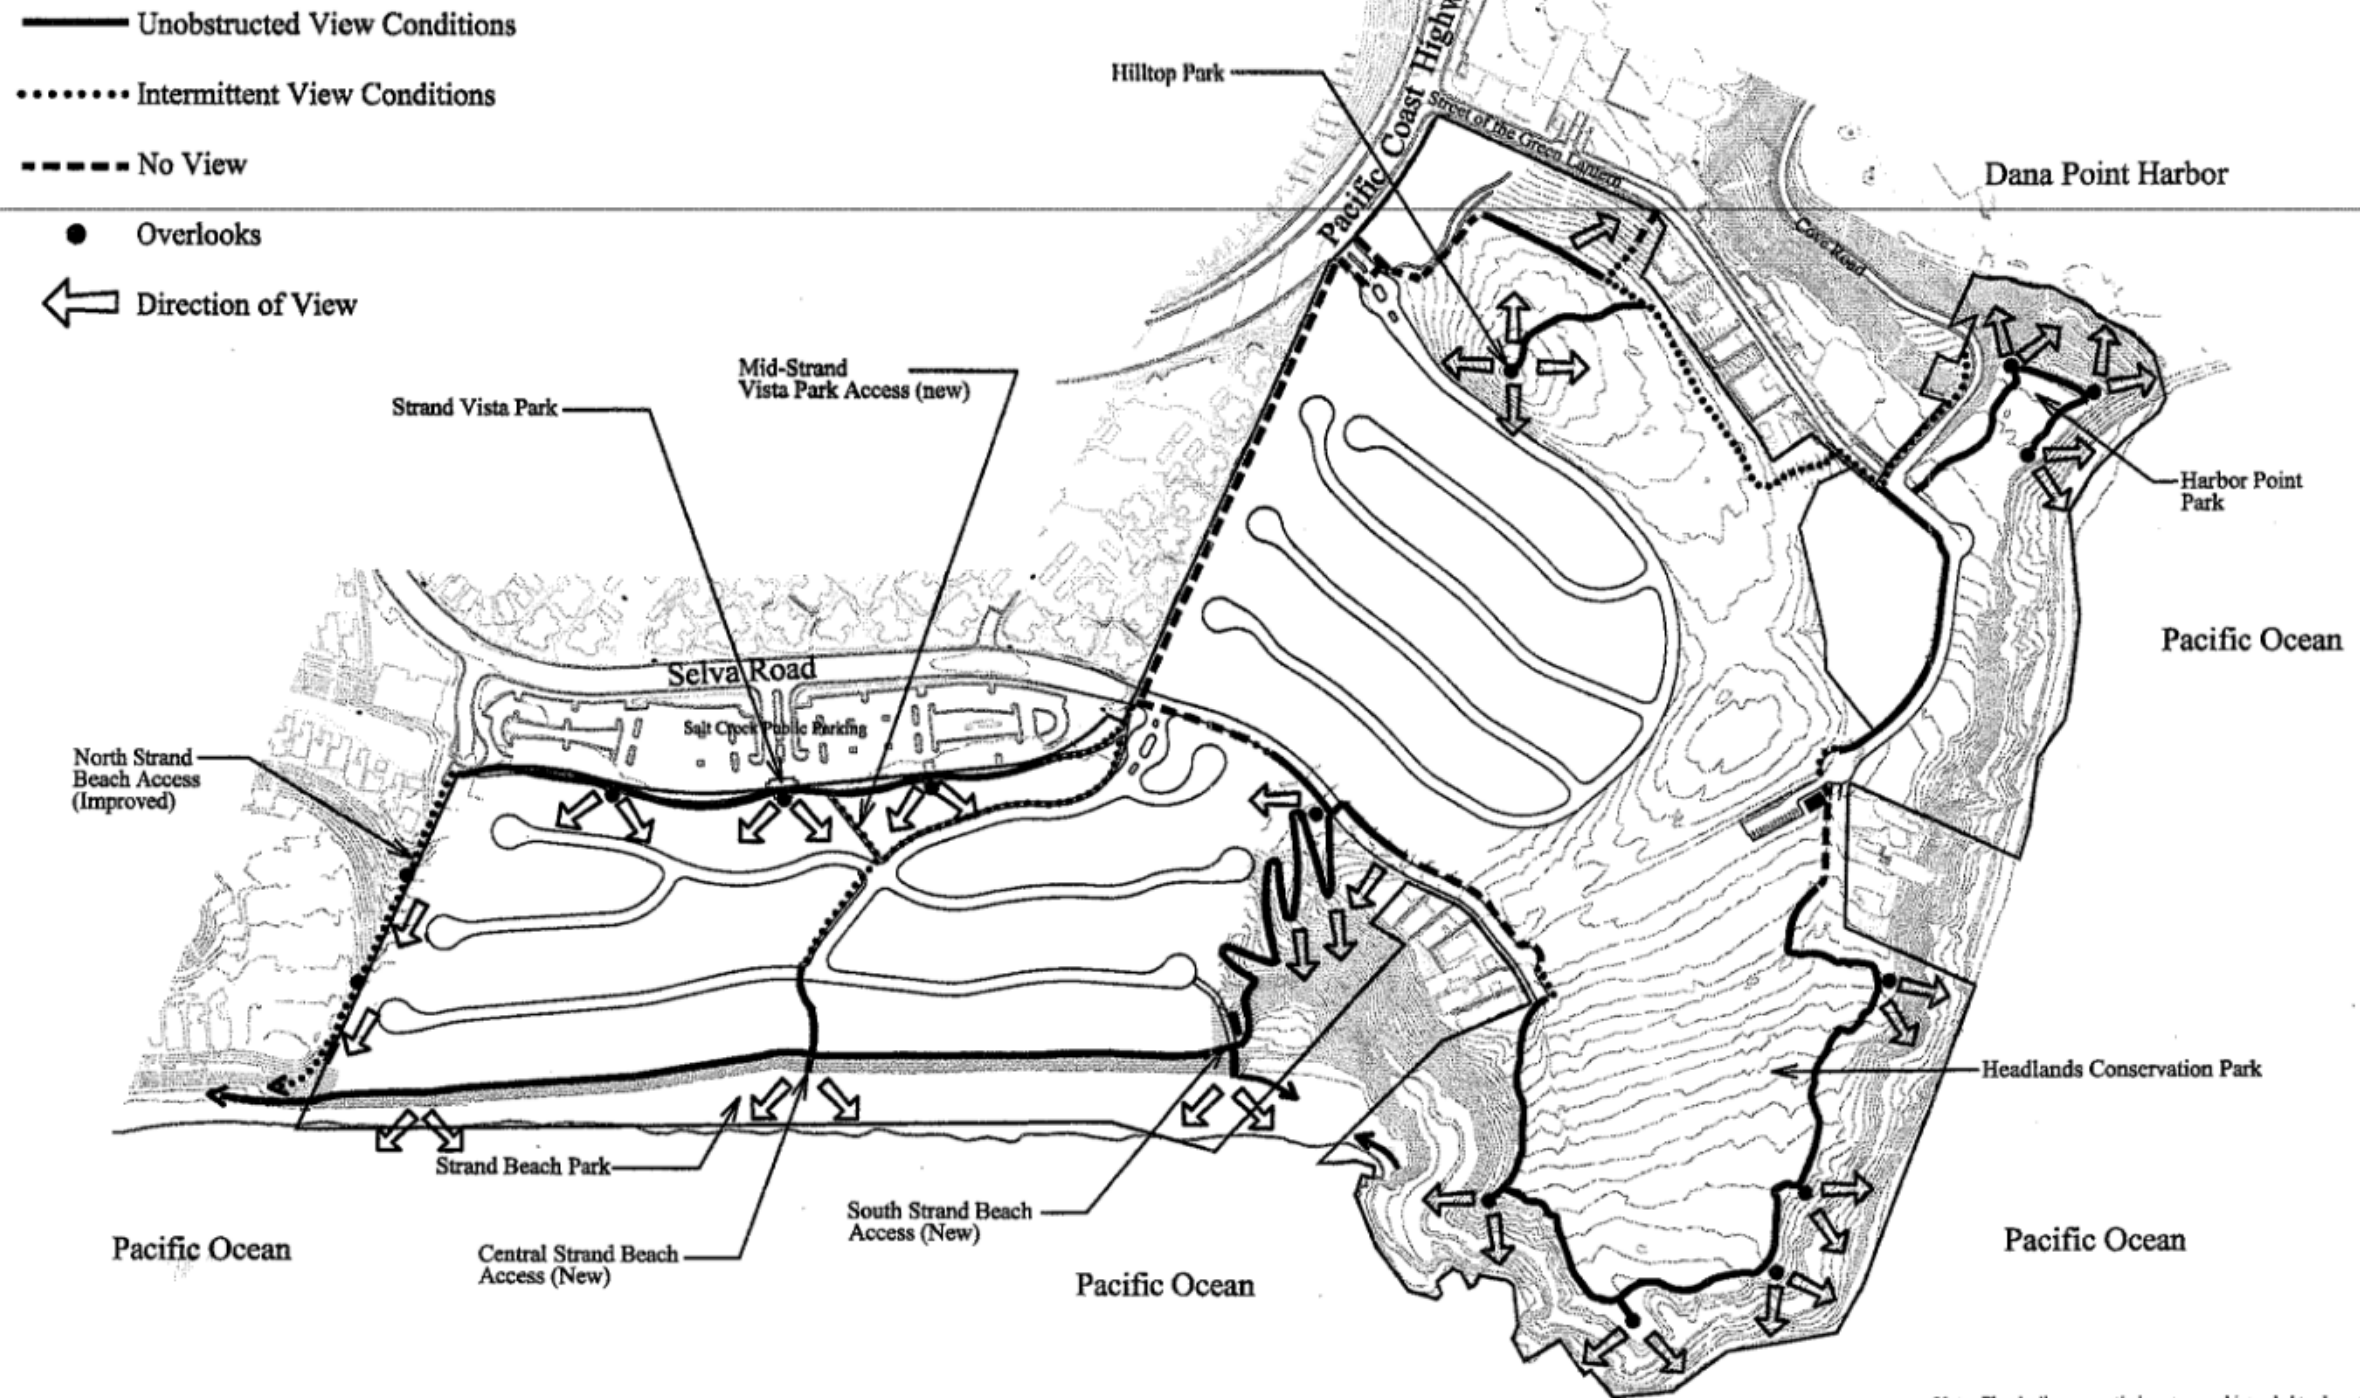 Unobstructed View Conditions
Intermittent View Conditions
No View
Overlooks
Direction of View
Hilltop Park
Pacific Coast Highw
Street of the Green Lantern
Dana Point Harbor
Cove Road
Mid-Strand
Vista Park Access (new)
Strand Vista Park
Harbor Point
Park
Pacific Ocean
Selva Road
Salt Creek Public Parking
North Strand
Beach Access
(Improved)
Headlands Conservation Park
Strand Beach Park
South Strand Beach
Access (New)
Pacific Ocean
Central Strand Beach
Access (New)
Pacific Ocean
Pacific Ocean